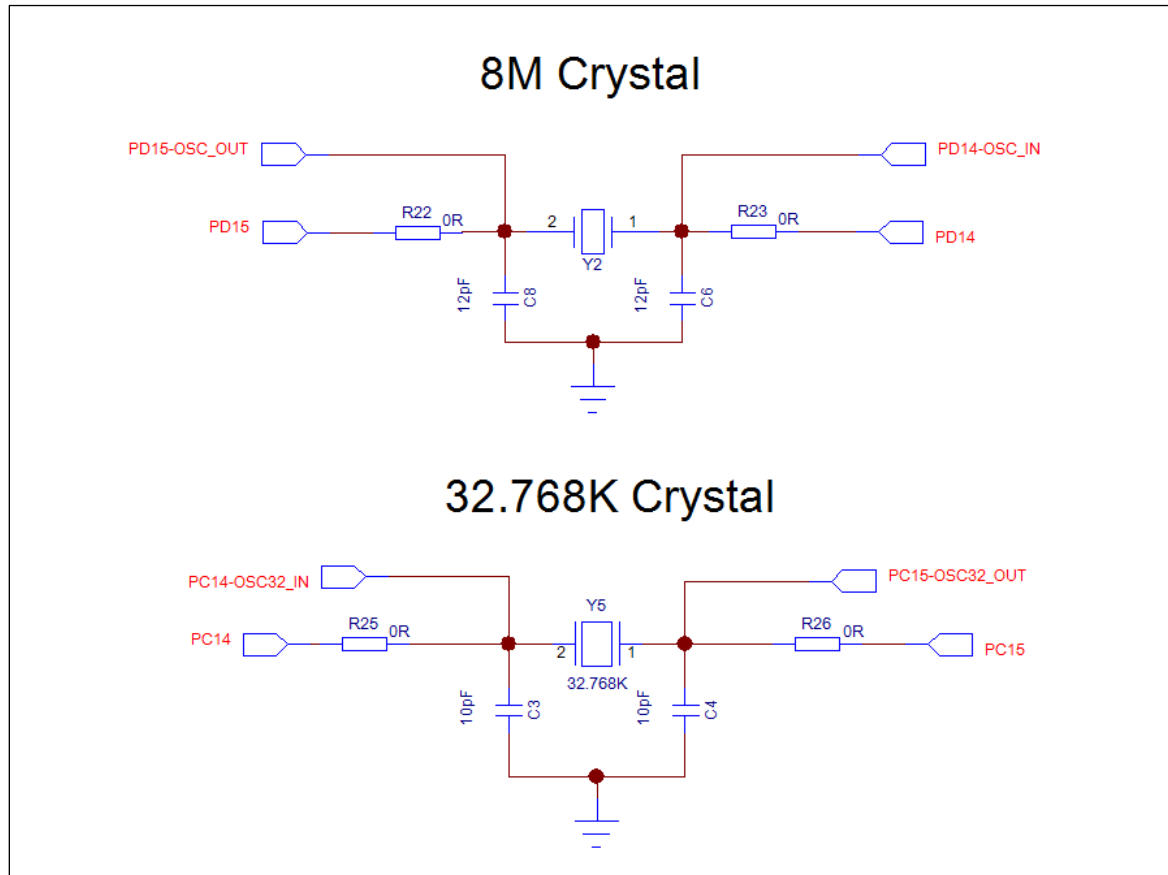 8M Crystal
PD15-OSC_OUT
PD14-OSC_IN
R22
0R
R23
0R
PD15
2
1
PD14
Y2
12pF
C8
12pF
C6
32.768K Crystal
PC14-OSC32_IN
PC15-OSC32_OUT
Y5
R25
0R
R26
0R
PC14
2
1
PC15
32.768K
10pF
C3
10pF
C4